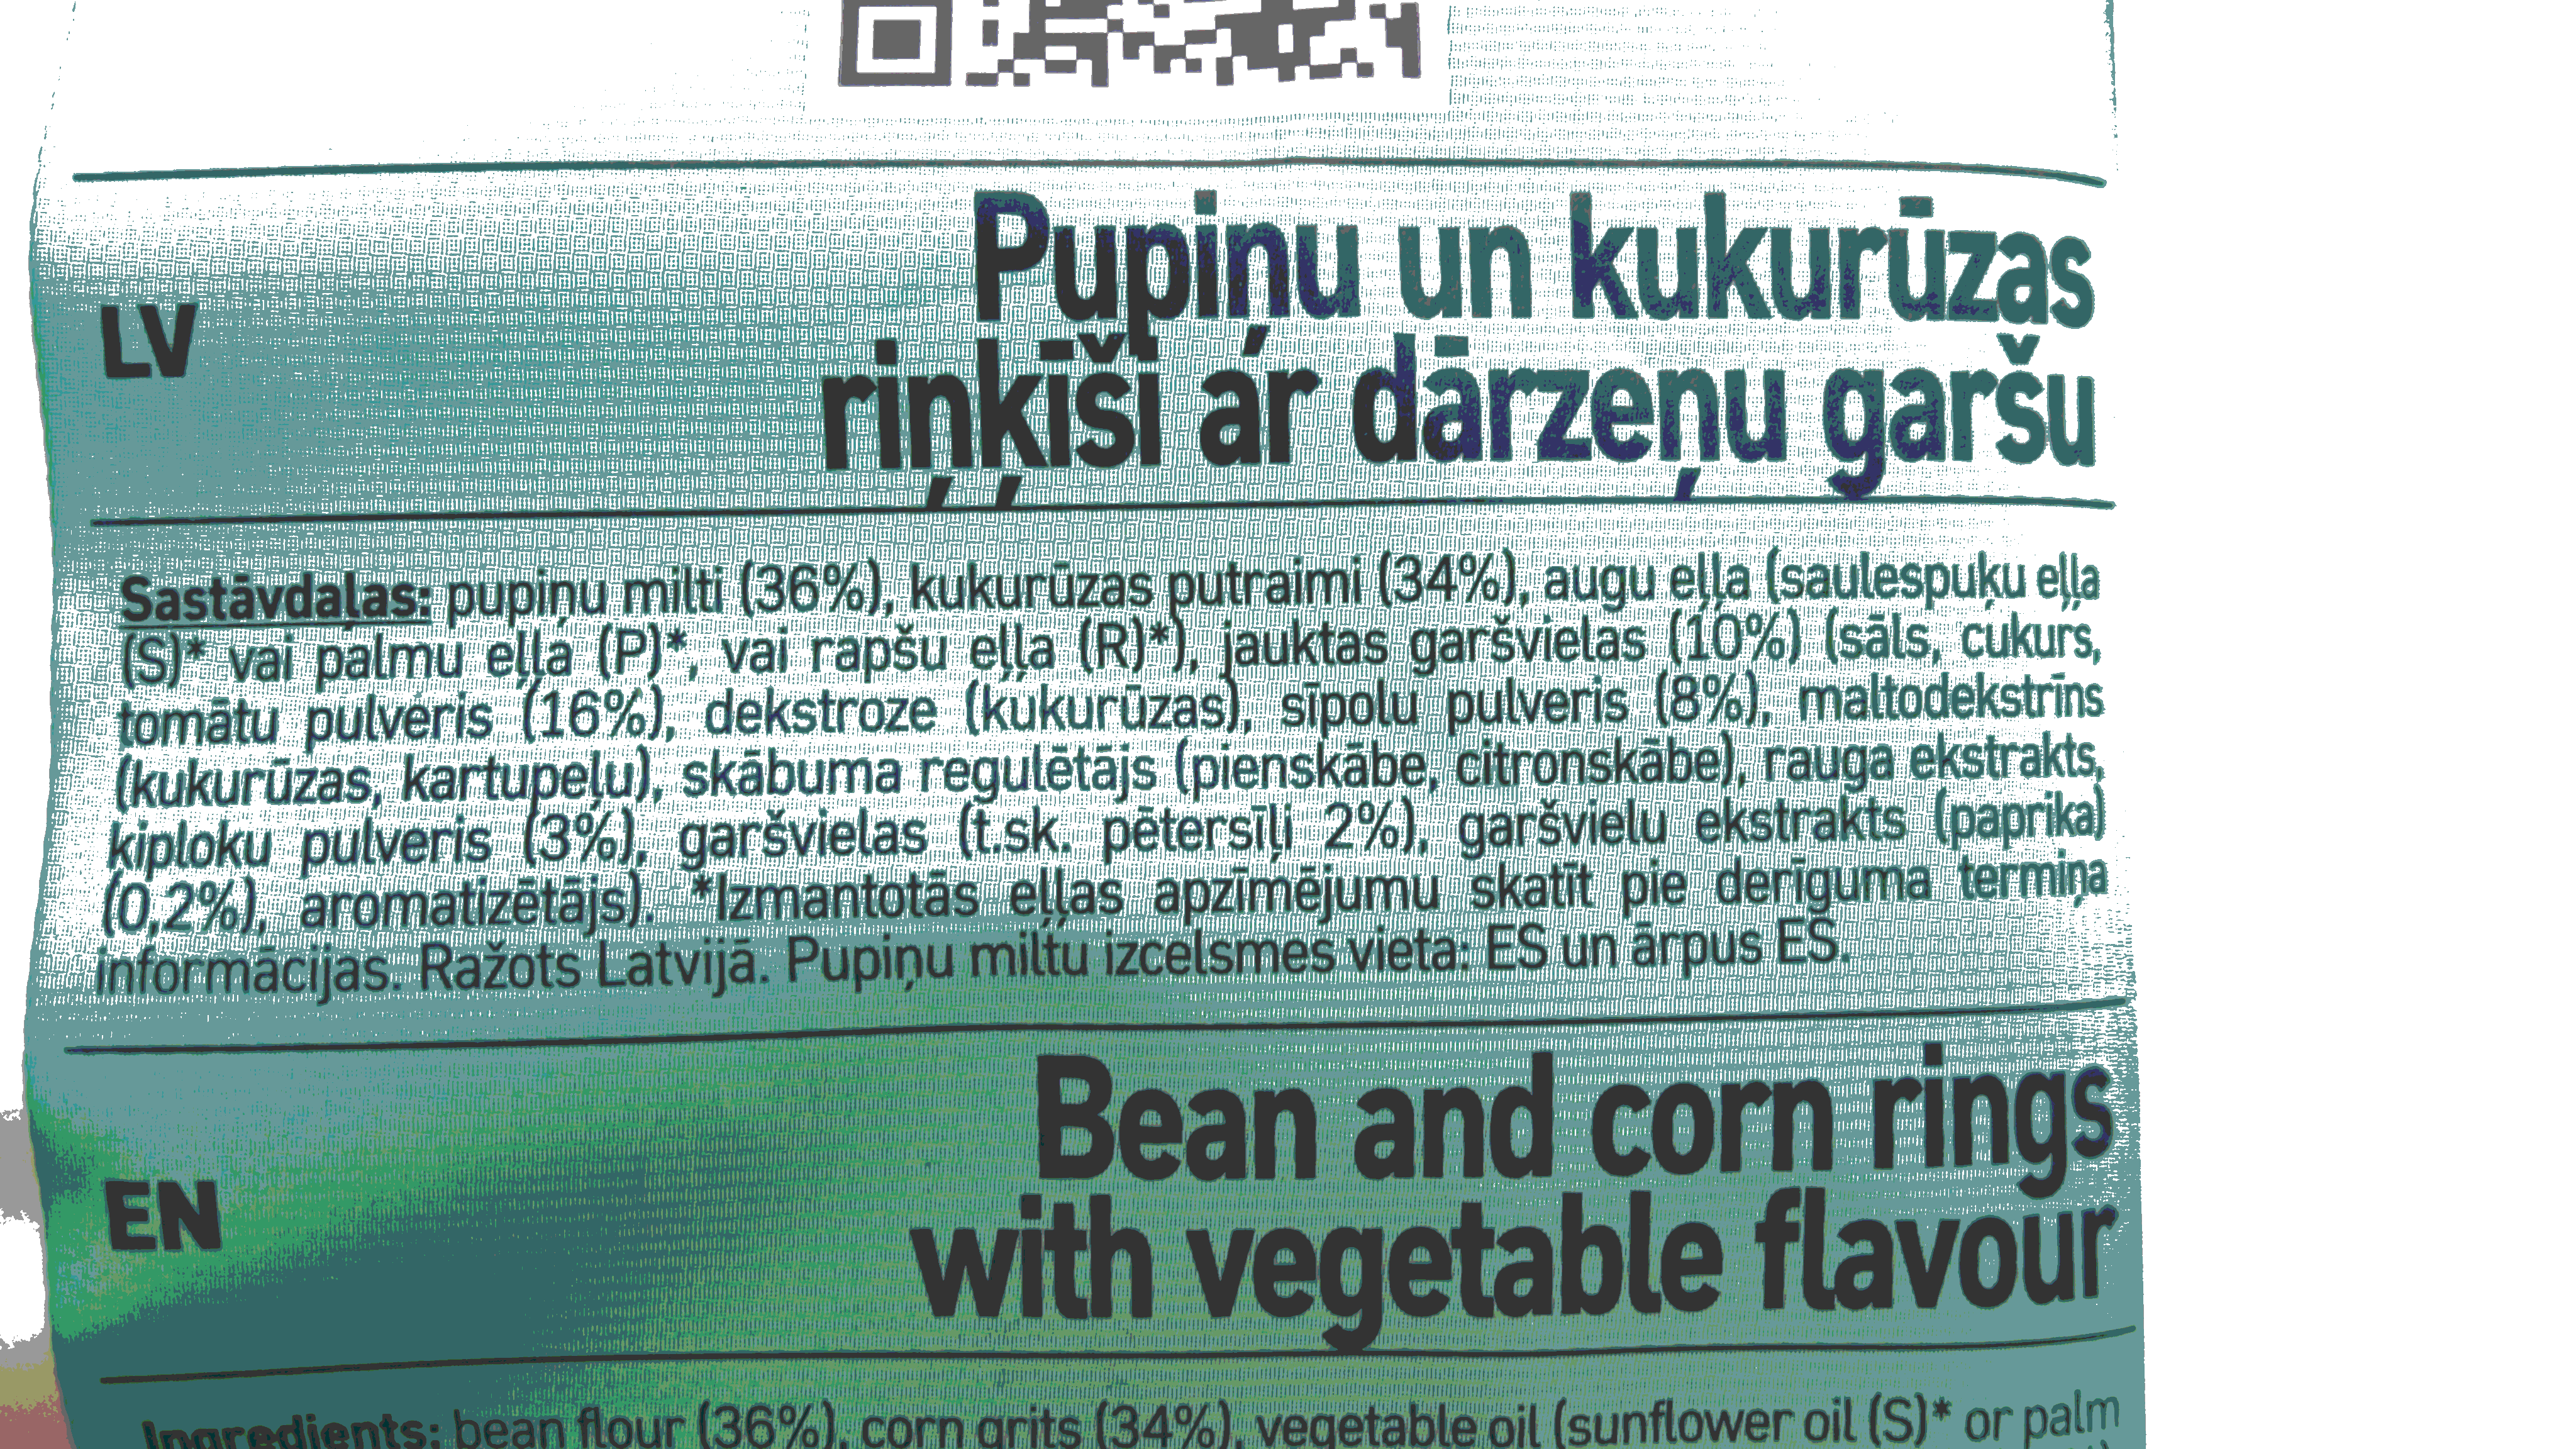 Pupiņu un kukurūzas
LV
riņķīši ar dārzeņu garšu
Sastāvdaļas: pupiņu milti (36%), kukurūzas putraimi (34%), augu eļļa (saulespuķu eļļa
(S)* vai palmu eļļa (P)*, vai rapšu eļļa (R)*), jauktas garšvielas (10%) (sāls, cukurs,
tomātu pulveris (16%), dekstroze (kukurūzas), sīpolu pulveris (8%), maltodekstrīns
(kukurūzas, kartupeļu), skābuma regulētājs (pienskābe, citronskābe), rauga ekstrakts,
ķiploku pulveris (3%), garšvielas (t.sk. pētersīļi 2%), garšvielu ekstrakts (paprika)
(0,2%), aromatizētājs). *Izmantotās eļļas apzīmējumu skatīt pie derīguma termiņa
informācijas. Ražots Latvijā. Pupiņu miltu izcelsmes vieta: ES un ārpus ES.
Bean and corn rings
EN
with vegetable flavour
Ingredients: bean flour (36%), corn grits (34%), vegetable oil (sunflower oil (S)* or palm